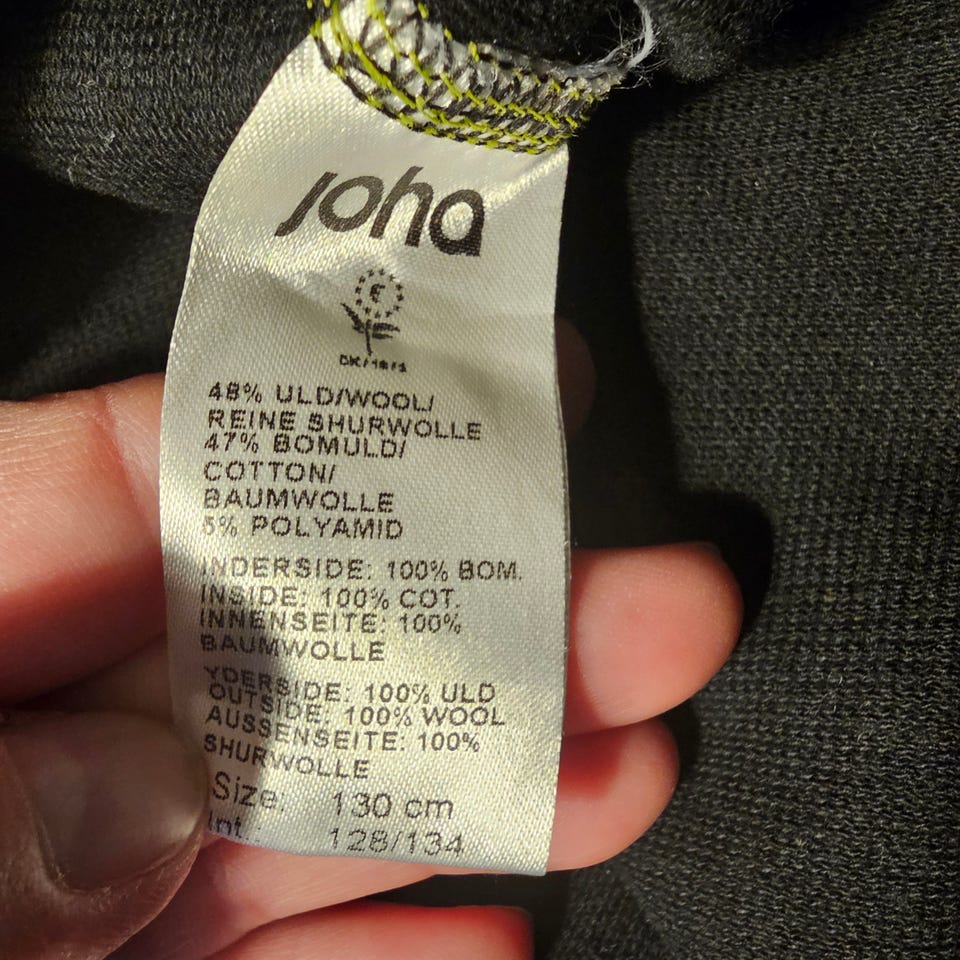 joha
DK/16/1
48% ULD/WOOL/
REINE SHURWOLLE
47% BOMULD/
COTTON/
BAUMWOLLE
5% POLYAMID
INDERSIDE: 100% BOM.
INSIDE: 100% COT.
INNENSEITE: 100%
BAUMWOLLE
YDERSIDE: 100% ULD
OUTSIDE: 100% WOOL
AUSSENSEITE: 100%
SHURWOLLE
Size: 130 cm
Int.: 128/134